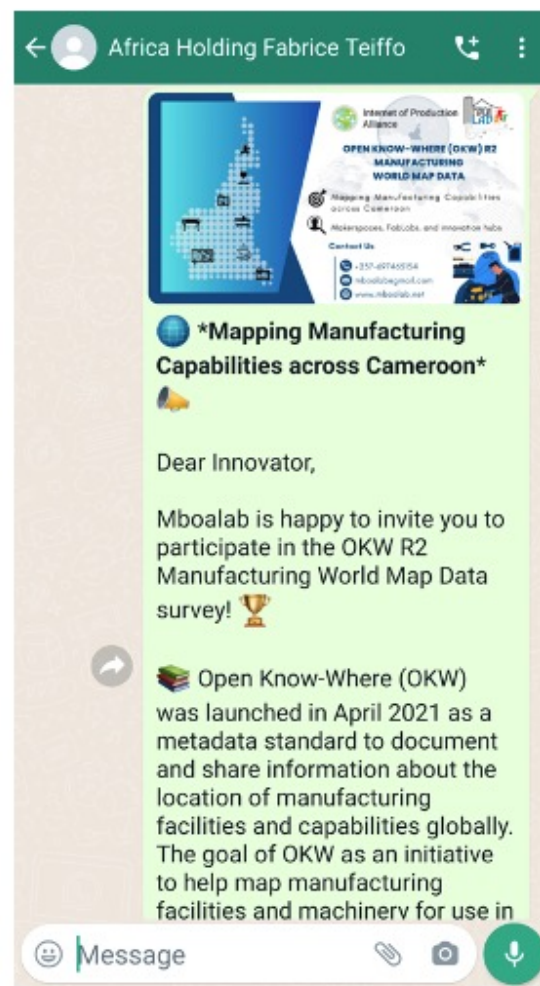 Africa Holding Fabrice Teiffo
Internet of Production
Alliance
OPEN KNOW-WHERE (OKW) R2
MANUFACTURING
WORLD MAP DATA
Mapping Manufacturing Capabilities
across Cameroon
Makerspaces, FabLabs, and innovation hubs
Contact Us
+237-697465154
mboalab@gmail.com
www.mboalab.net
*Mapping Manufacturing
Capabilities across Cameroon*
Dear Innovator,
Mboalab is happy to invite you to
participate in the OKW R2
Manufacturing World Map Data
survey!
Open Know-Where (OKW)
was launched in April 2021 as a
metadata standard to document
and share information about the
location of manufacturing
facilities and capabilities globally.
The goal of OKW as an initiative
to help map manufacturing
facilities and machinery for use in
Message